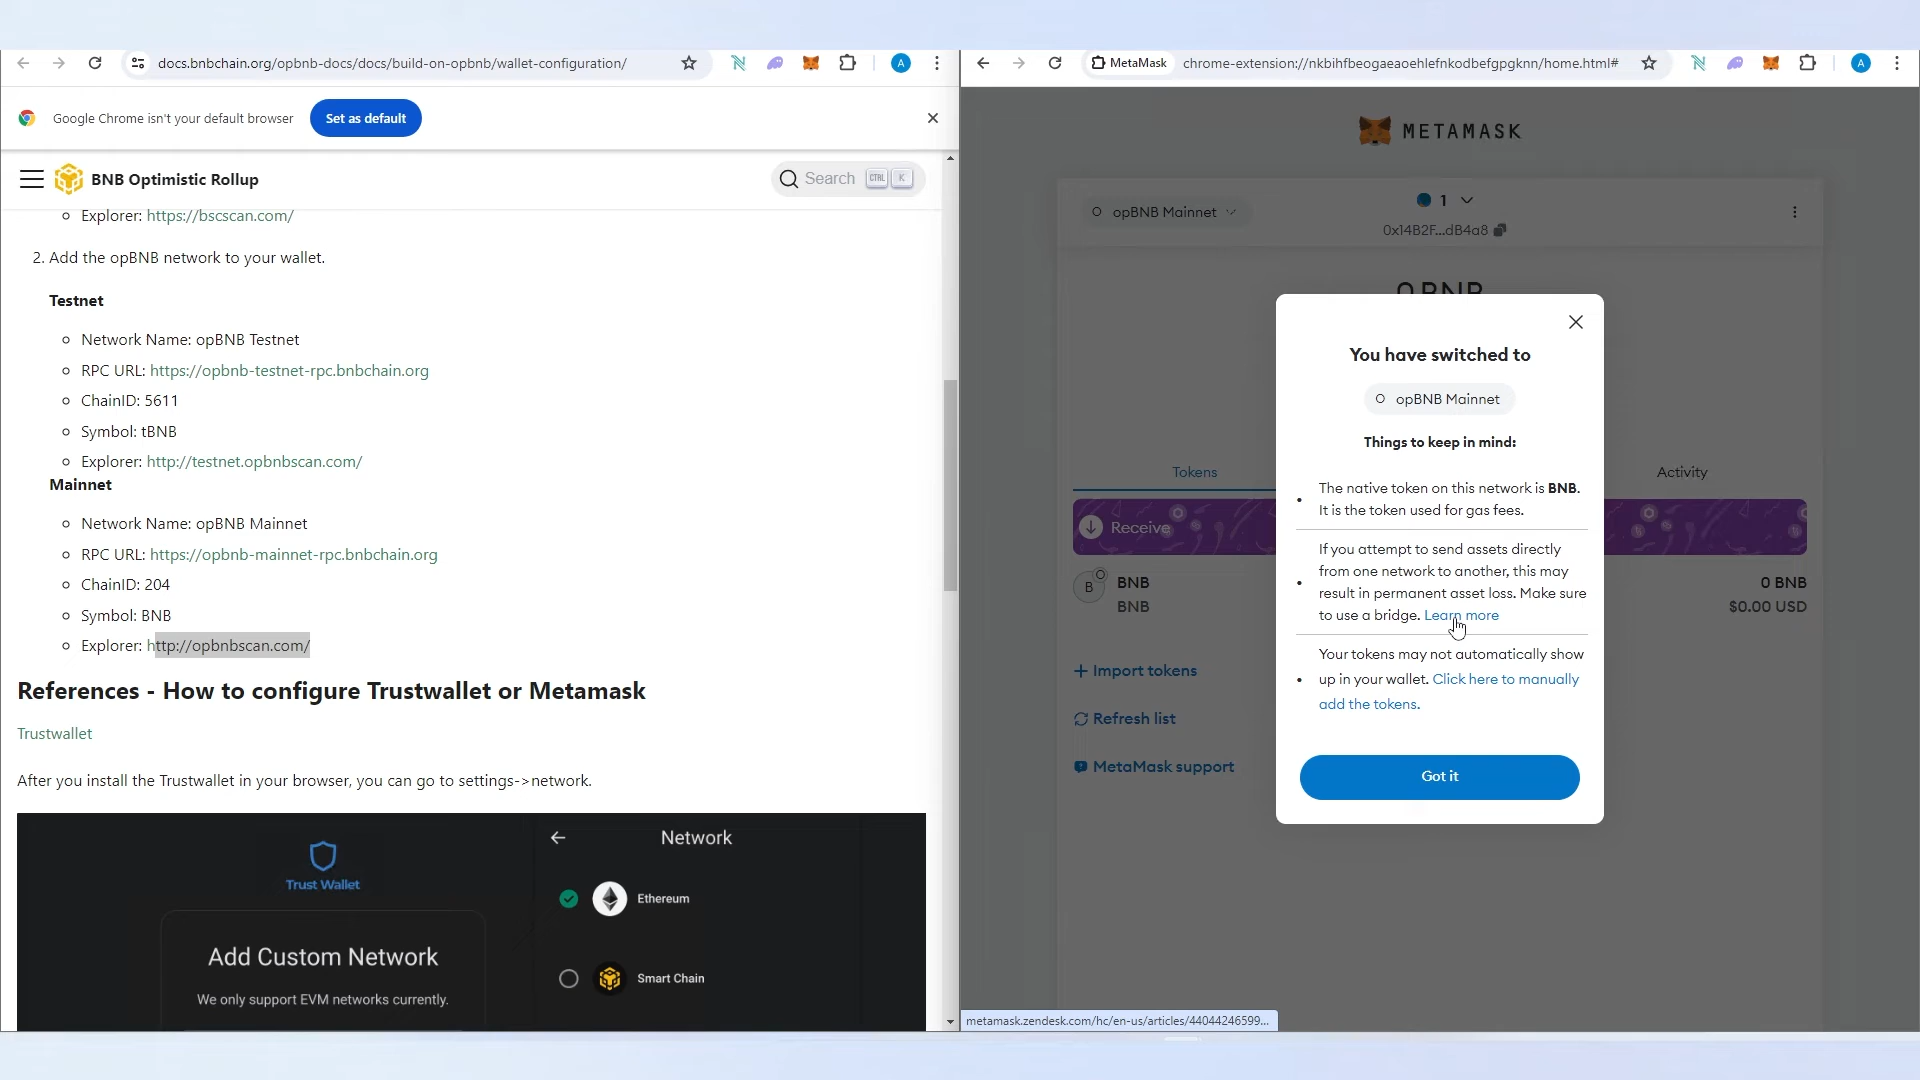 docs.bnbchain.org/opbnb-docs/docs/build-on-opbnb/wallet-configuration/
A
Google Chrome isn't your default browser
Set as default
BNB Optimistic Rollup
Search
CTRL
K
Explorer: https://bscscan.com/
2. Add the opBNB network to your wallet.
Testnet
Network Name: opBNB Testnet
RPC URL: https://opbnb-testnet-rpc.bnbchain.org
ChainID: 5611
Symbol: tBNB
Explorer: http://testnet.opbnbscan.com/
Mainnet
Network Name: opBNB Mainnet
RPC URL: https://opbnb-mainnet-rpc.bnbchain.org
ChainID: 204
Symbol: BNB
Explorer: http://opbnbscan.com/
References - How to configure Trustwallet or Metamask
Trustwallet
After you install the Trustwallet in your browser, you can go to settings->network.
Trust Wallet
Add Custom Network
We only support EVM networks currently.
Network
Ethereum
Smart Chain
MetaMask
chrome-extension://nkbihfbeogaeaoehlefnkodbefgpgknn/home.html#
A
METAMASK
opBNB Mainnet
1
0x14B2F...dB4a8
0 BNB
Tokens
Activity
Receive
B
BNB
BNB
0 BNB
$0.00 USD
+ Import tokens
Refresh list
MetaMask support
You have switched to
opBNB Mainnet
Things to keep in mind:
The native token on this network is BNB.
It is the token used for gas fees.
If you attempt to send assets directly
from one network to another, this may
result in permanent asset loss. Make sure
to use a bridge. Learn more
Your tokens may not automatically show
up in your wallet. Click here to manually
add the tokens.
Got it
metamask.zendesk.com/hc/en-us/articles/44044246599...